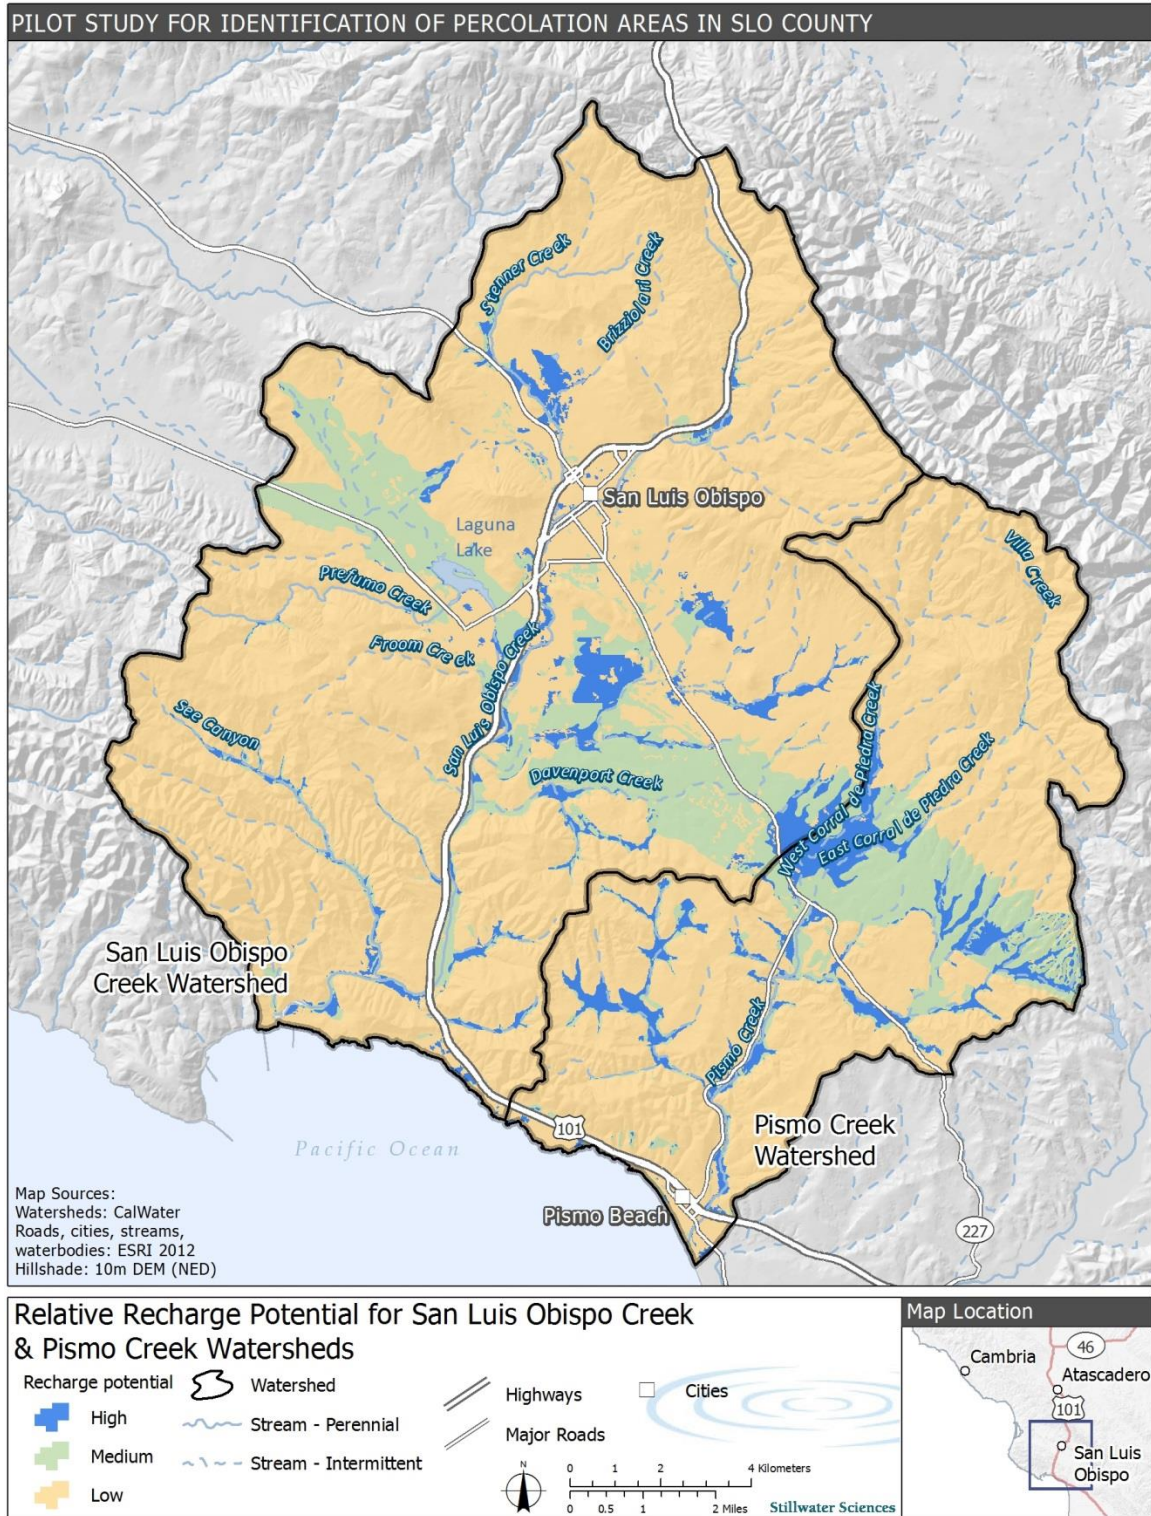 PILOT STUDY FOR IDENTIFICATION OF PERCOLATION AREAS IN SLO COUNTY
Stenner Creek
Brizziolari Creek
San Luis Obispo
Laguna
Lake
Villa Creek
Prefumo Creek
Froom Creek
San Luis Obispo Creek
See Canyon
Davenport Creek
West Corral de Piedra Creek
East Corral de Piedra Creek
San Luis Obispo
Creek Watershed
Pismo Creek
101
Pismo Creek
Watershed
Pacific Ocean
Pismo Beach
227
Map Sources:
Watersheds: CalWater
Roads, cities, streams,
waterbodies: ESRI 2012
Hillshade: 10m DEM (NED)
Relative Recharge Potential for San Luis Obispo Creek
& Pismo Creek Watersheds
Recharge potential
High
Medium
Low
Watershed
Stream - Perennial
Stream - Intermittent
Highways
Major Roads
Cities
N
0 1 2 4 Kilometers
0 0.5 1 2 Miles
Stillwater Sciences
Map Location
46
Cambria
Atascadero
101
San Luis
Obispo